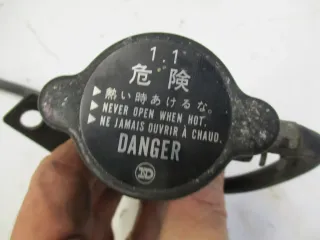 1.1
危険
▶熱い時あけるな。
▶NEVER OPEN WHEN HOT.
▶NE JAMAIS OUVRIR À CHAUD.
DANGER